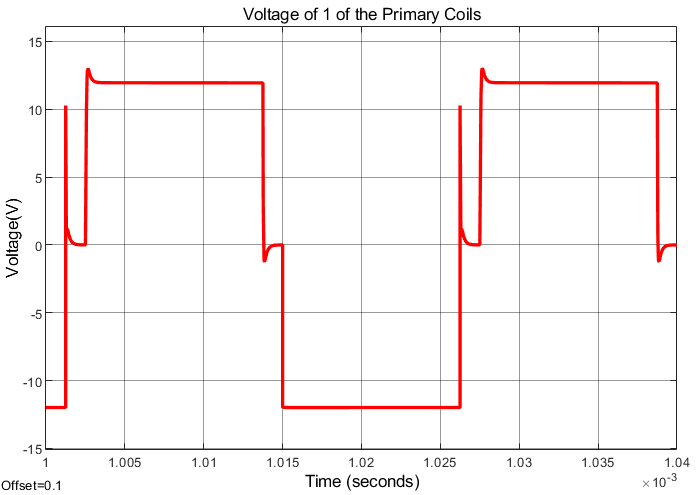 Voltage of 1 of the Primary Coils
15
10
5
0
-5
-10
-15
Voltage(V)
1 1.005 1.01 1.015 1.02 1.025 1.03 1.035 1.04
Time (seconds) ×10⁻³
Offset=0.1